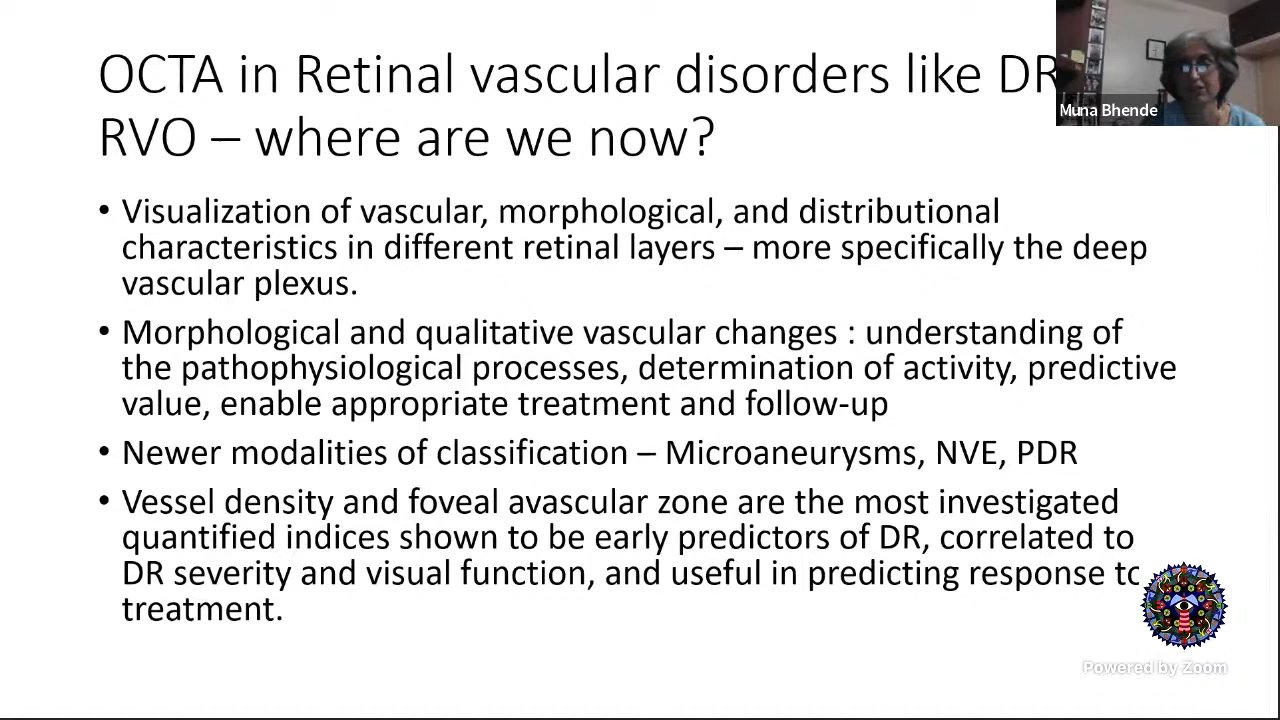 OCTA in Retinal vascular disorders like DR
RVO – where are we now?
Muna Bhende
• Visualization of vascular, morphological, and distributional
characteristics in different retinal layers – more specifically the deep
vascular plexus.
• Morphological and qualitative vascular changes : understanding of
the pathophysiological processes, determination of activity, predictive
value, enable appropriate treatment and follow-up
• Newer modalities of classification – Microaneurysms, NVE, PDR
• Vessel density and foveal avascular zone are the most investigated
quantified indices shown to be early predictors of DR, correlated to
DR severity and visual function, and useful in predicting response to
treatment.
Powered by Zoom